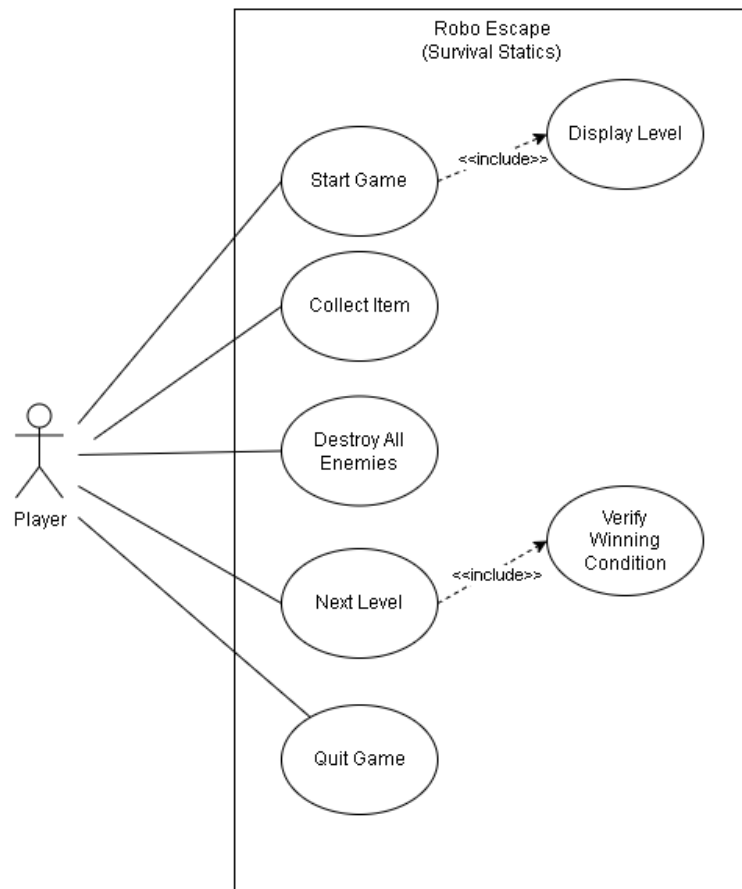 Robo Escape
(Survival Statics)
Display Level
<<include>>
Start Game
Collect Item
Destroy All
Enemies
Player
Verify
Winning
Condition
<<include>>
Next Level
Quit Game